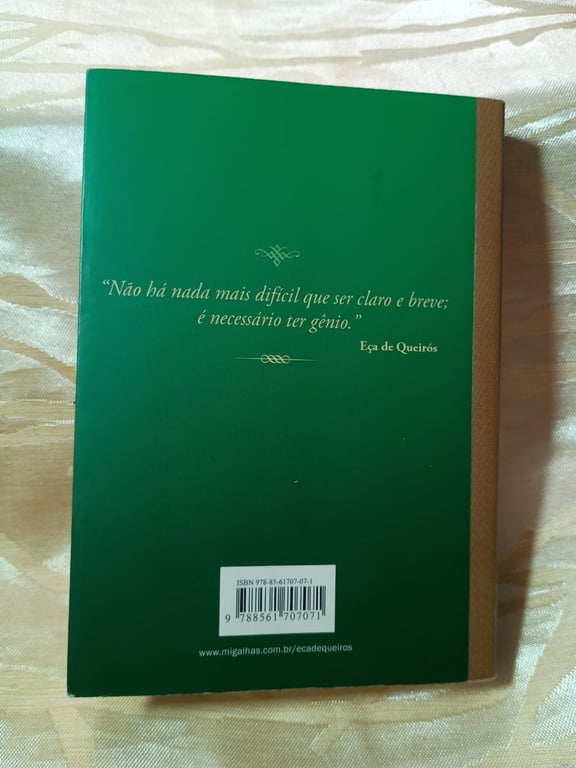 “Não há nada mais difícil que ser claro e breve;
é necessário ter gênio.”
Eça de Queirós
ISBN 978-85-61707-07-1
9 788561 707071
www.migalhas.com.br/ecadequeiros